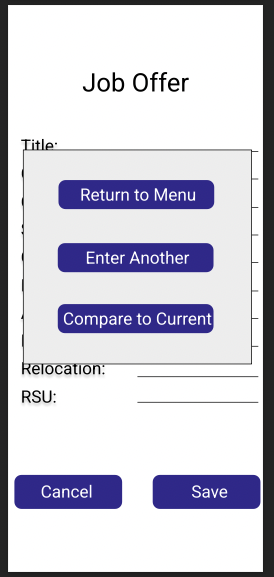 Job Offer
Title:
Return to Menu
Enter Another
Compare to Current
Relocation:
RSU:
Cancel
Save